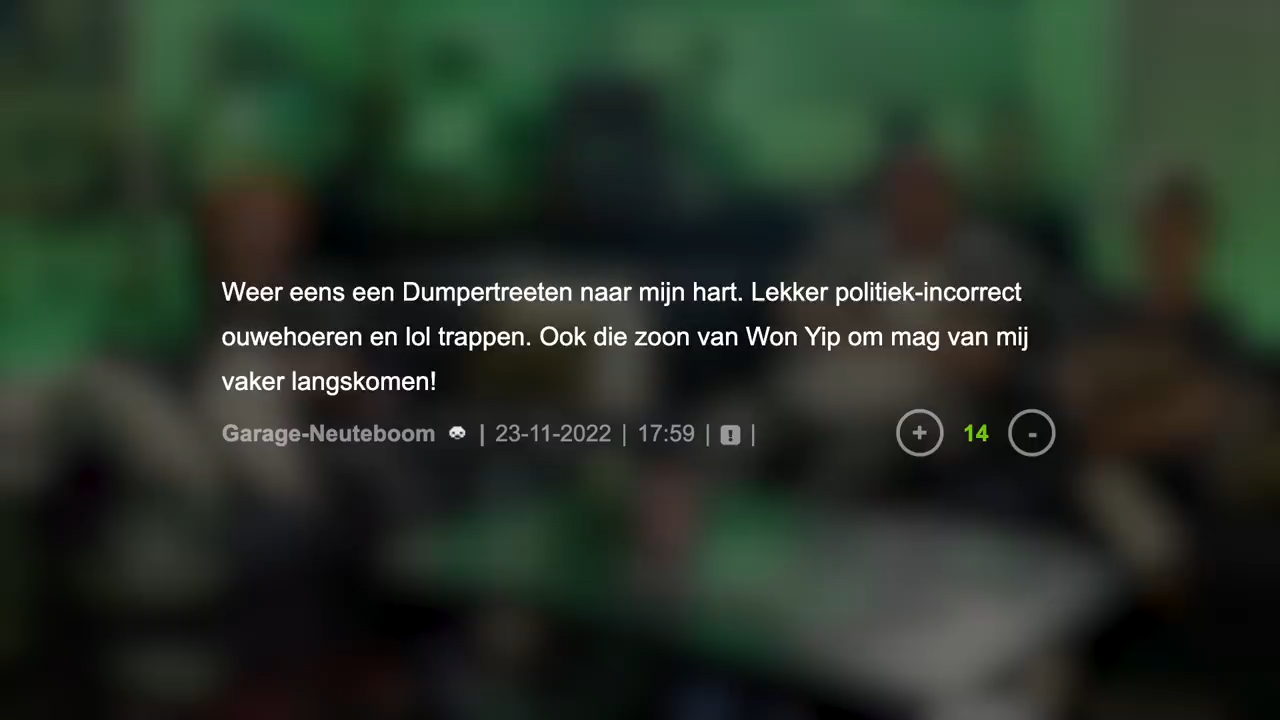 Weer eens een Dumpertreeten naar mijn hart. Lekker politiek-incorrect
ouwehoeren en lol trappen. Ook die zoon van Won Yip om mag van mij
vaker langskomen!
Garage-Neuteboom | 23-11-2022 | 17:59 | ! | + 14 -